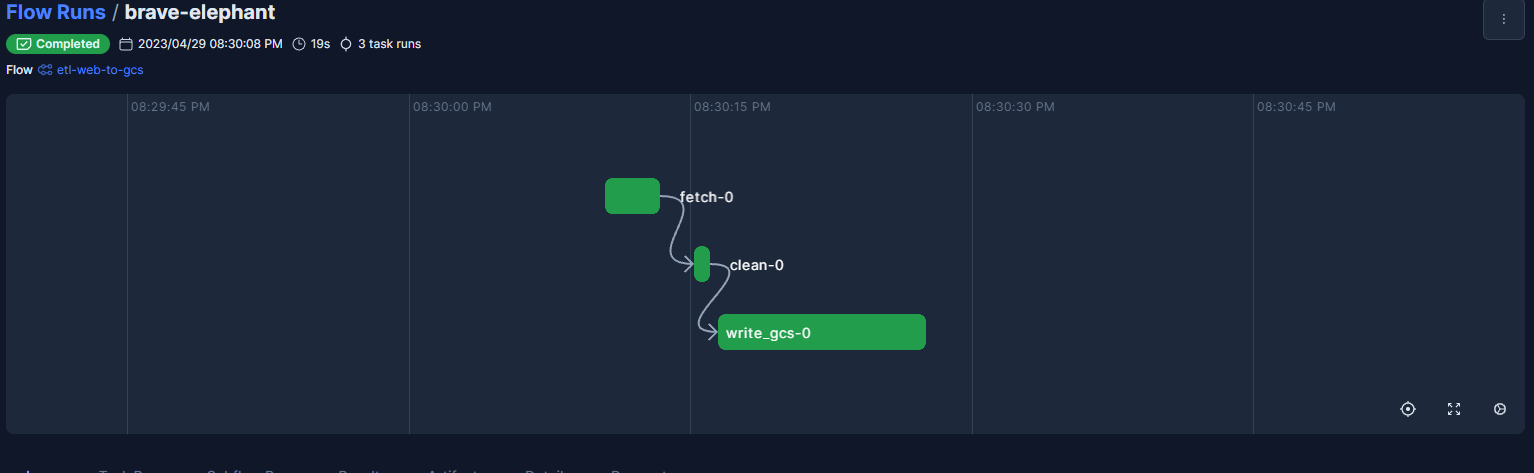 Flow Runs / brave-elephant
Completed 2023/04/29 08:30:08 PM 19s 3 task runs
Flow etl-web-to-gcs
08:29:45 PM 08:30:00 PM 08:30:15 PM 08:30:30 PM 08:30:45 PM
fetch-0
clean-0
write_gcs-0